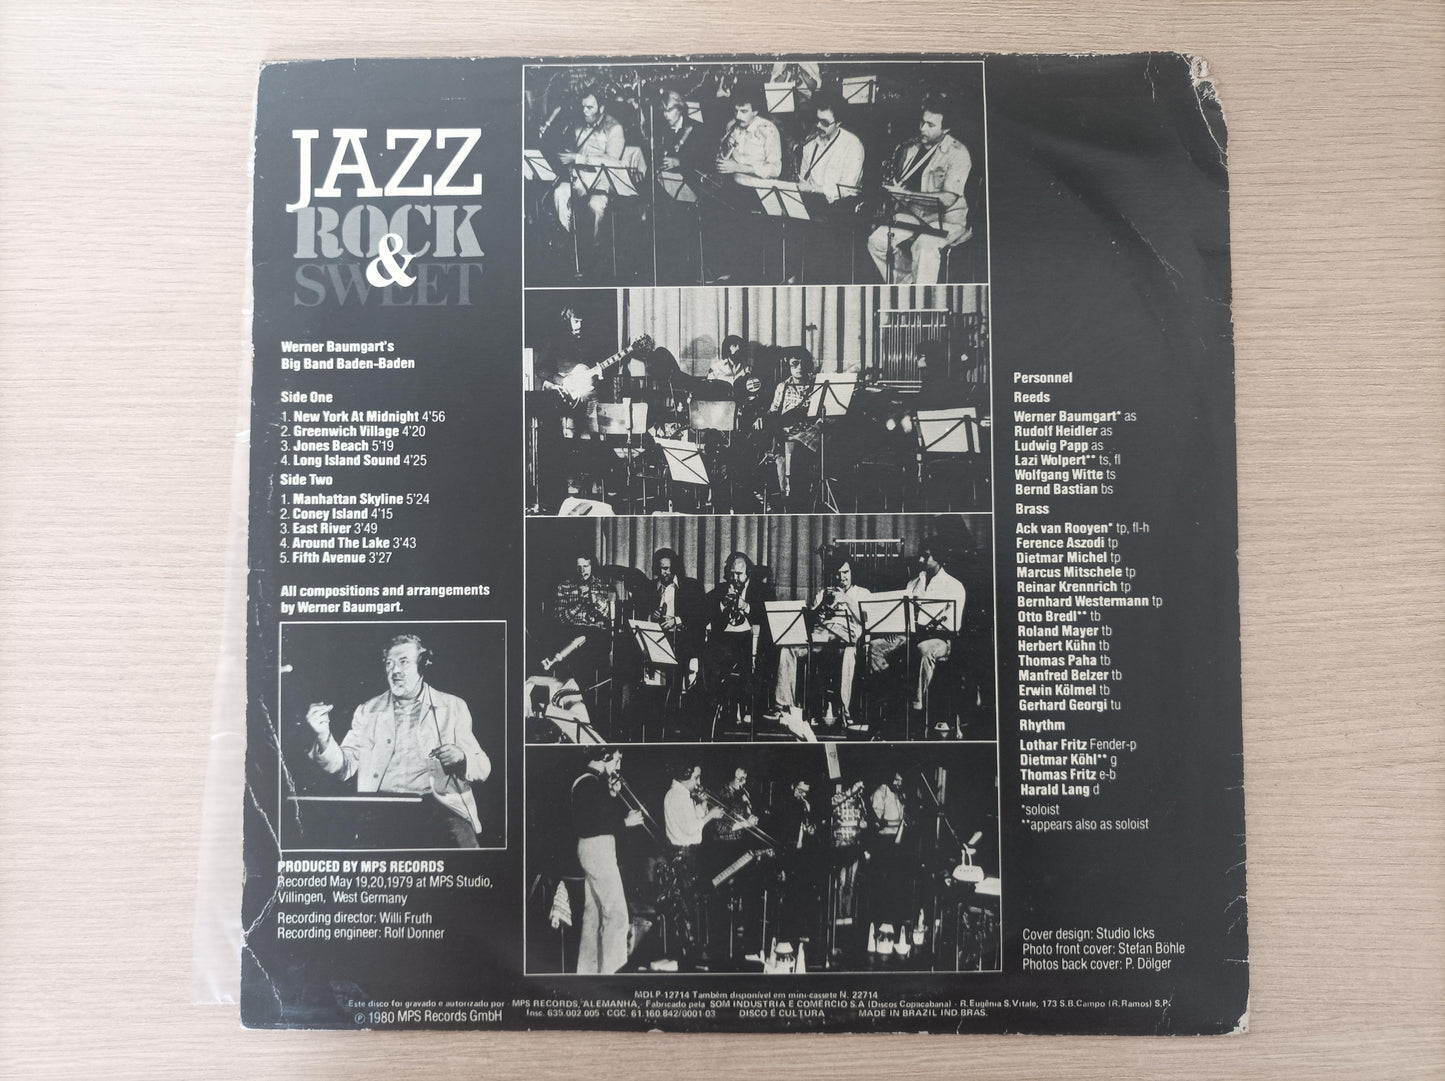 JAZZ
ROCK
&
SWEET
Werner Baumgart's
Big Band Baden-Baden
Side One
1. New York At Midnight 4'56
2. Greenwich Village 4'20
3. Jones Beach 5'19
4. Long Island Sound 4'25
Side Two
1. Manhattan Skyline 5'24
2. Coney Island 4'15
3. East River 3'49
4. Around The Lake 3'43
5. Fifth Avenue 3'27
All compositions and arrangements
by Werner Baumgart.
PRODUCED BY MPS RECORDS
Recorded May 19,20,1979 at MPS Studio,
Villingen, West Germany
Recording director: Willi Fruth
Recording engineer: Rolf Donner
Personnel
Reeds
Werner Baumgart* as
Rudolf Heidler as
Ludwig Papp as
Lazi Wolpert** ts, fl
Wolfgang Witte ts
Bernd Bastian bs
Brass
Ack van Rooyen* tp, fl-h
Ference Aszodi tp
Dietmar Michel tp
Marcus Mitschele tp
Reinar Krennrich tp
Bernhard Westermann tp
Otto Bredl** tb
Roland Mayer tb
Herbert Kühn tb
Thomas Paha tb
Manfred Belzer tb
Erwin Kölmel tb
Gerhard Georgi tu
Rhythm
Lothar Fritz Fender-p
Dietmar Köhl** g
Thomas Fritz e-b
Harald Lang d
*soloist
**appears also as soloist
Cover design: Studio Icks
Photo front cover: Stefan Böhle
Photos back cover: P. Dölger
MDLP-12714 Também disponível em mini-cassete N. 22714
Este disco foi gravado e autorizado por - MPS RECORDS, ALEMANHA, - Fabricado pela SOM INDUSTRIA E COMÉRCIO S.A (Discos Copacabana) - R. Eugênia S. Vitale, 173 S.B. Campo (R. Ramos) S.P.
℗ 1980 MPS Records GmbH Insc. 635.002.005 - CGC. 61.160.842/0001-03 DISCO É CULTURA MADE IN BRAZIL IND. BRAS.